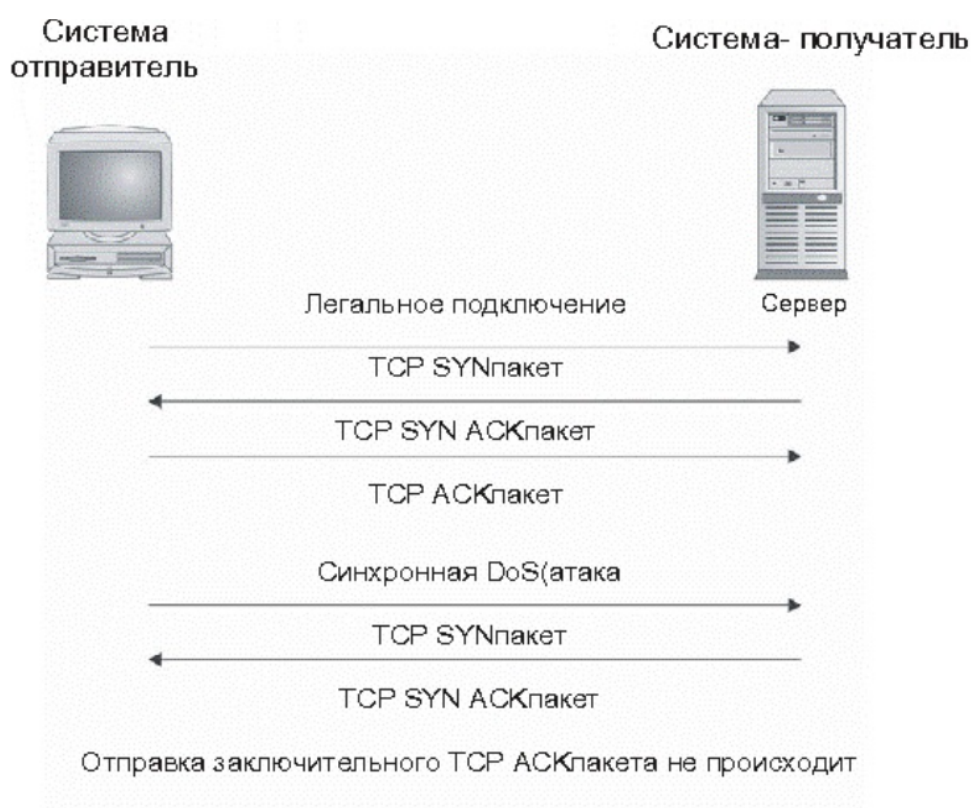 Система
отправитель
Система- получатель
Сервер
Легальное подключение
TCP SYNпакет
TCP SYN ACKпакет
TCP ACKпакет
Синхронная DoS(атака
TCP SYNпакет
TCP SYN ACKпакет
Отправка заключительного TCP ACKпакета не происходит